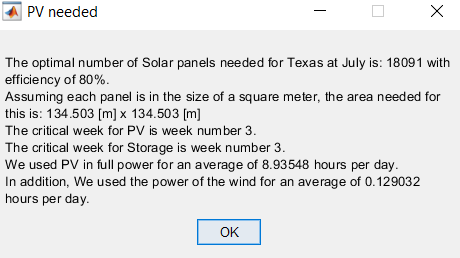 PV needed
The optimal number of Solar panels needed for Texas at July is: 18091 with
efficiency of 80%.
Assuming each panel is in the size of a square meter, the area needed for
this is: 134.503 [m] x 134.503 [m]
The critical week for PV is week number 3.
The critical week for Storage is week number 3.
We used PV in full power for an average of 8.93548 hours per day.
In addition, We used the power of the wind for an average of 0.129032
hours per day.
OK